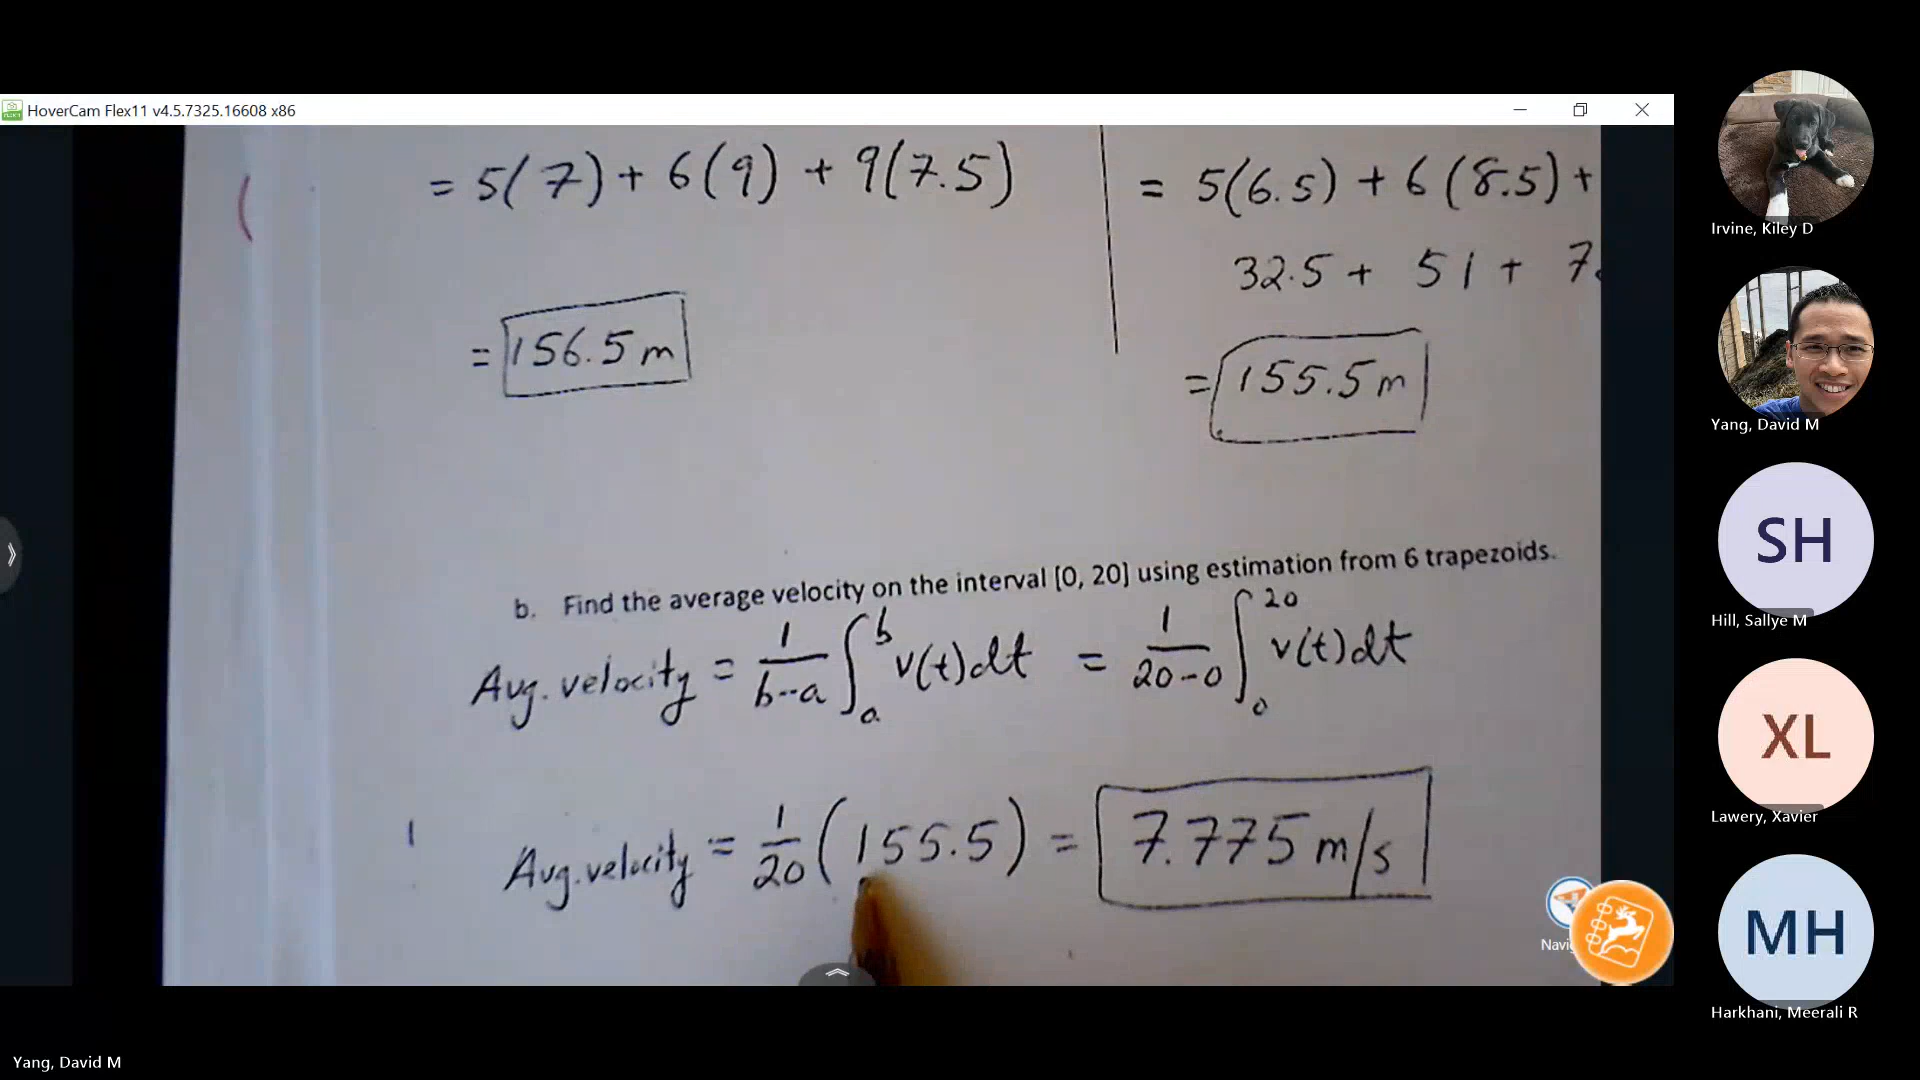 HoverCam Flex11 v4.5.7325.16608 x86
= 5(7) + 6(9) + 9(7.5)
= 156.5 m
= 5(6.5) + 6(8.5) +
32.5 + 51 + 7.
= 155.5 m
b. Find the average velocity on the interval [0, 20] using estimation from 6 trapezoids.
Avg. velocity = 1/(b-a) ∫_a^b v(t)dt = 1/(20-0) ∫_0^20 v(t)dt
Avg. velocity = 1/20 (155.5) = 7.775 m/s
Irvine, Kiley D
Yang, David M
SH
Hill, Sallye M
XL
Lawery, Xavier
MH
Harkhani, Meerali R
Yang, David M